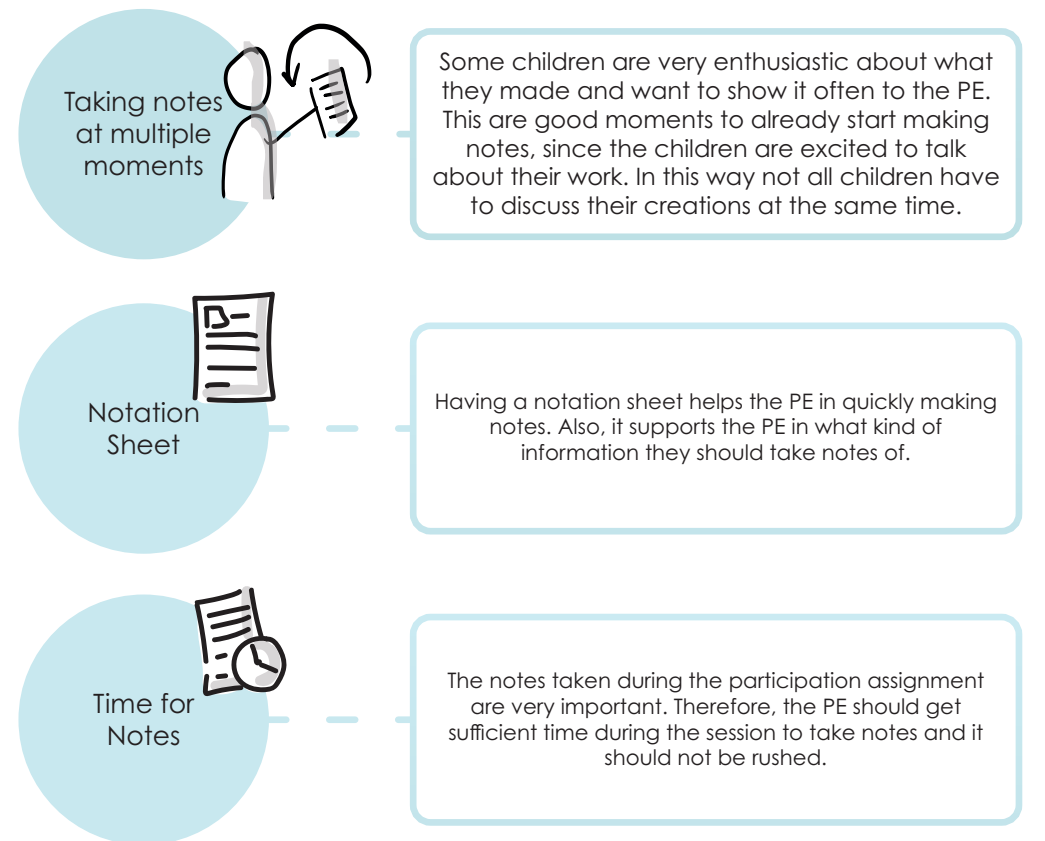 Taking notes
at multiple
moments
Some children are very enthusiastic about what
they made and want to show it often to the PE.
This are good moments to already start making
notes, since the children are excited to talk
about their work. In this way not all children have
to discuss their creations at the same time.
Notation
Sheet
Having a notation sheet helps the PE in quickly making
notes. Also, it supports the PE in what kind of
information they should take notes of.
Time for
Notes
The notes taken during the participation assignment
are very important. Therefore, the PE should get
sufficient time during the session to take notes and it
should not be rushed.